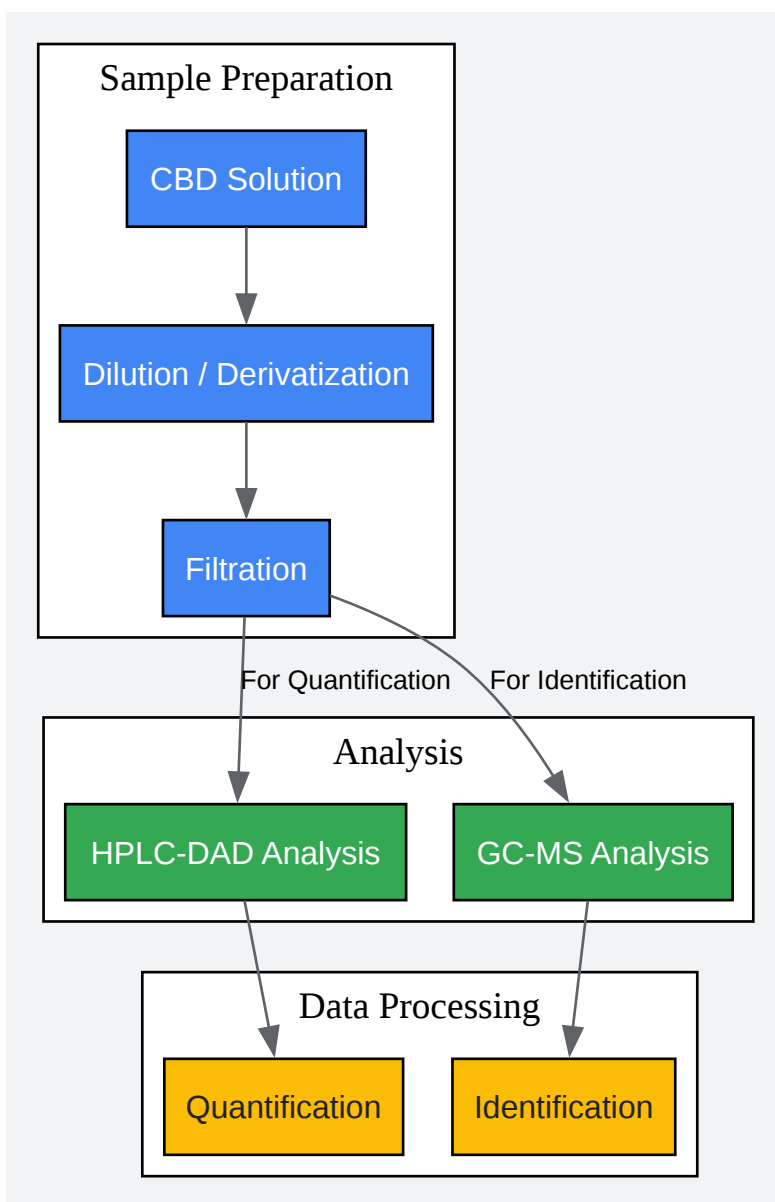 Sample Preparation
CBD Solution
Dilution / Derivatization
Filtration
For Quantification
For Identification
Analysis
HPLC-DAD Analysis
GC-MS Analysis
Data Processing
Quantification
Identification